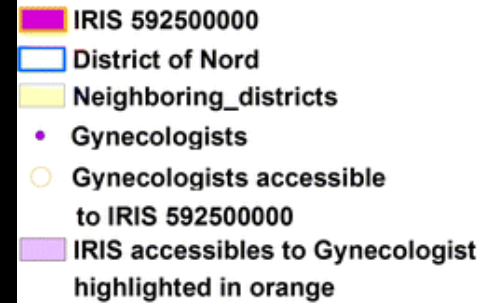 IRIS 592500000
District of Nord
Neighboring_districts
Gynecologists
Gynecologists accessible
to IRIS 592500000
IRIS accessibles to Gynecologist
highlighted in orange